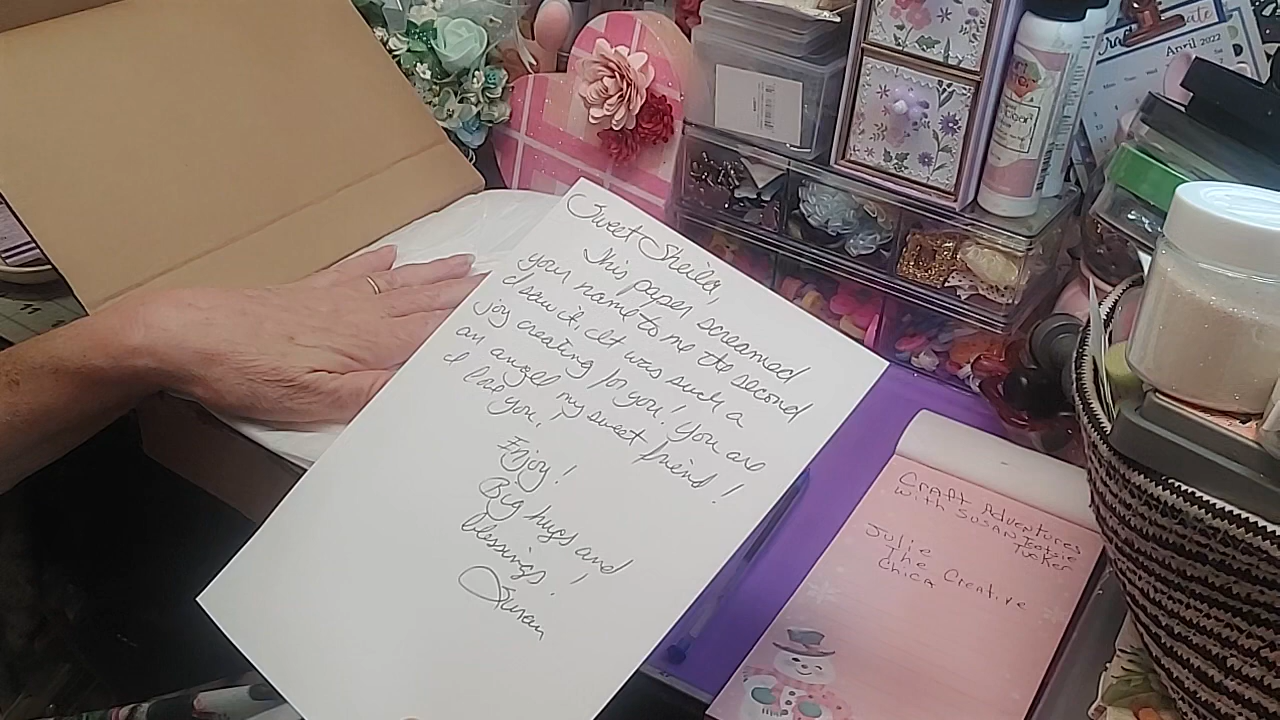 Sweet Sheila,
This paper screamed
your name to me the second
I saw it, it was such a
joy creating for you! You are
an angel my sweet friend!
I lao you,
Enjoy!
Big hugs and
blessings!
Susan
Craft Adventures
with Susan Tootsie
Tucker
Julie
The Creative
Chica
April 2022
11